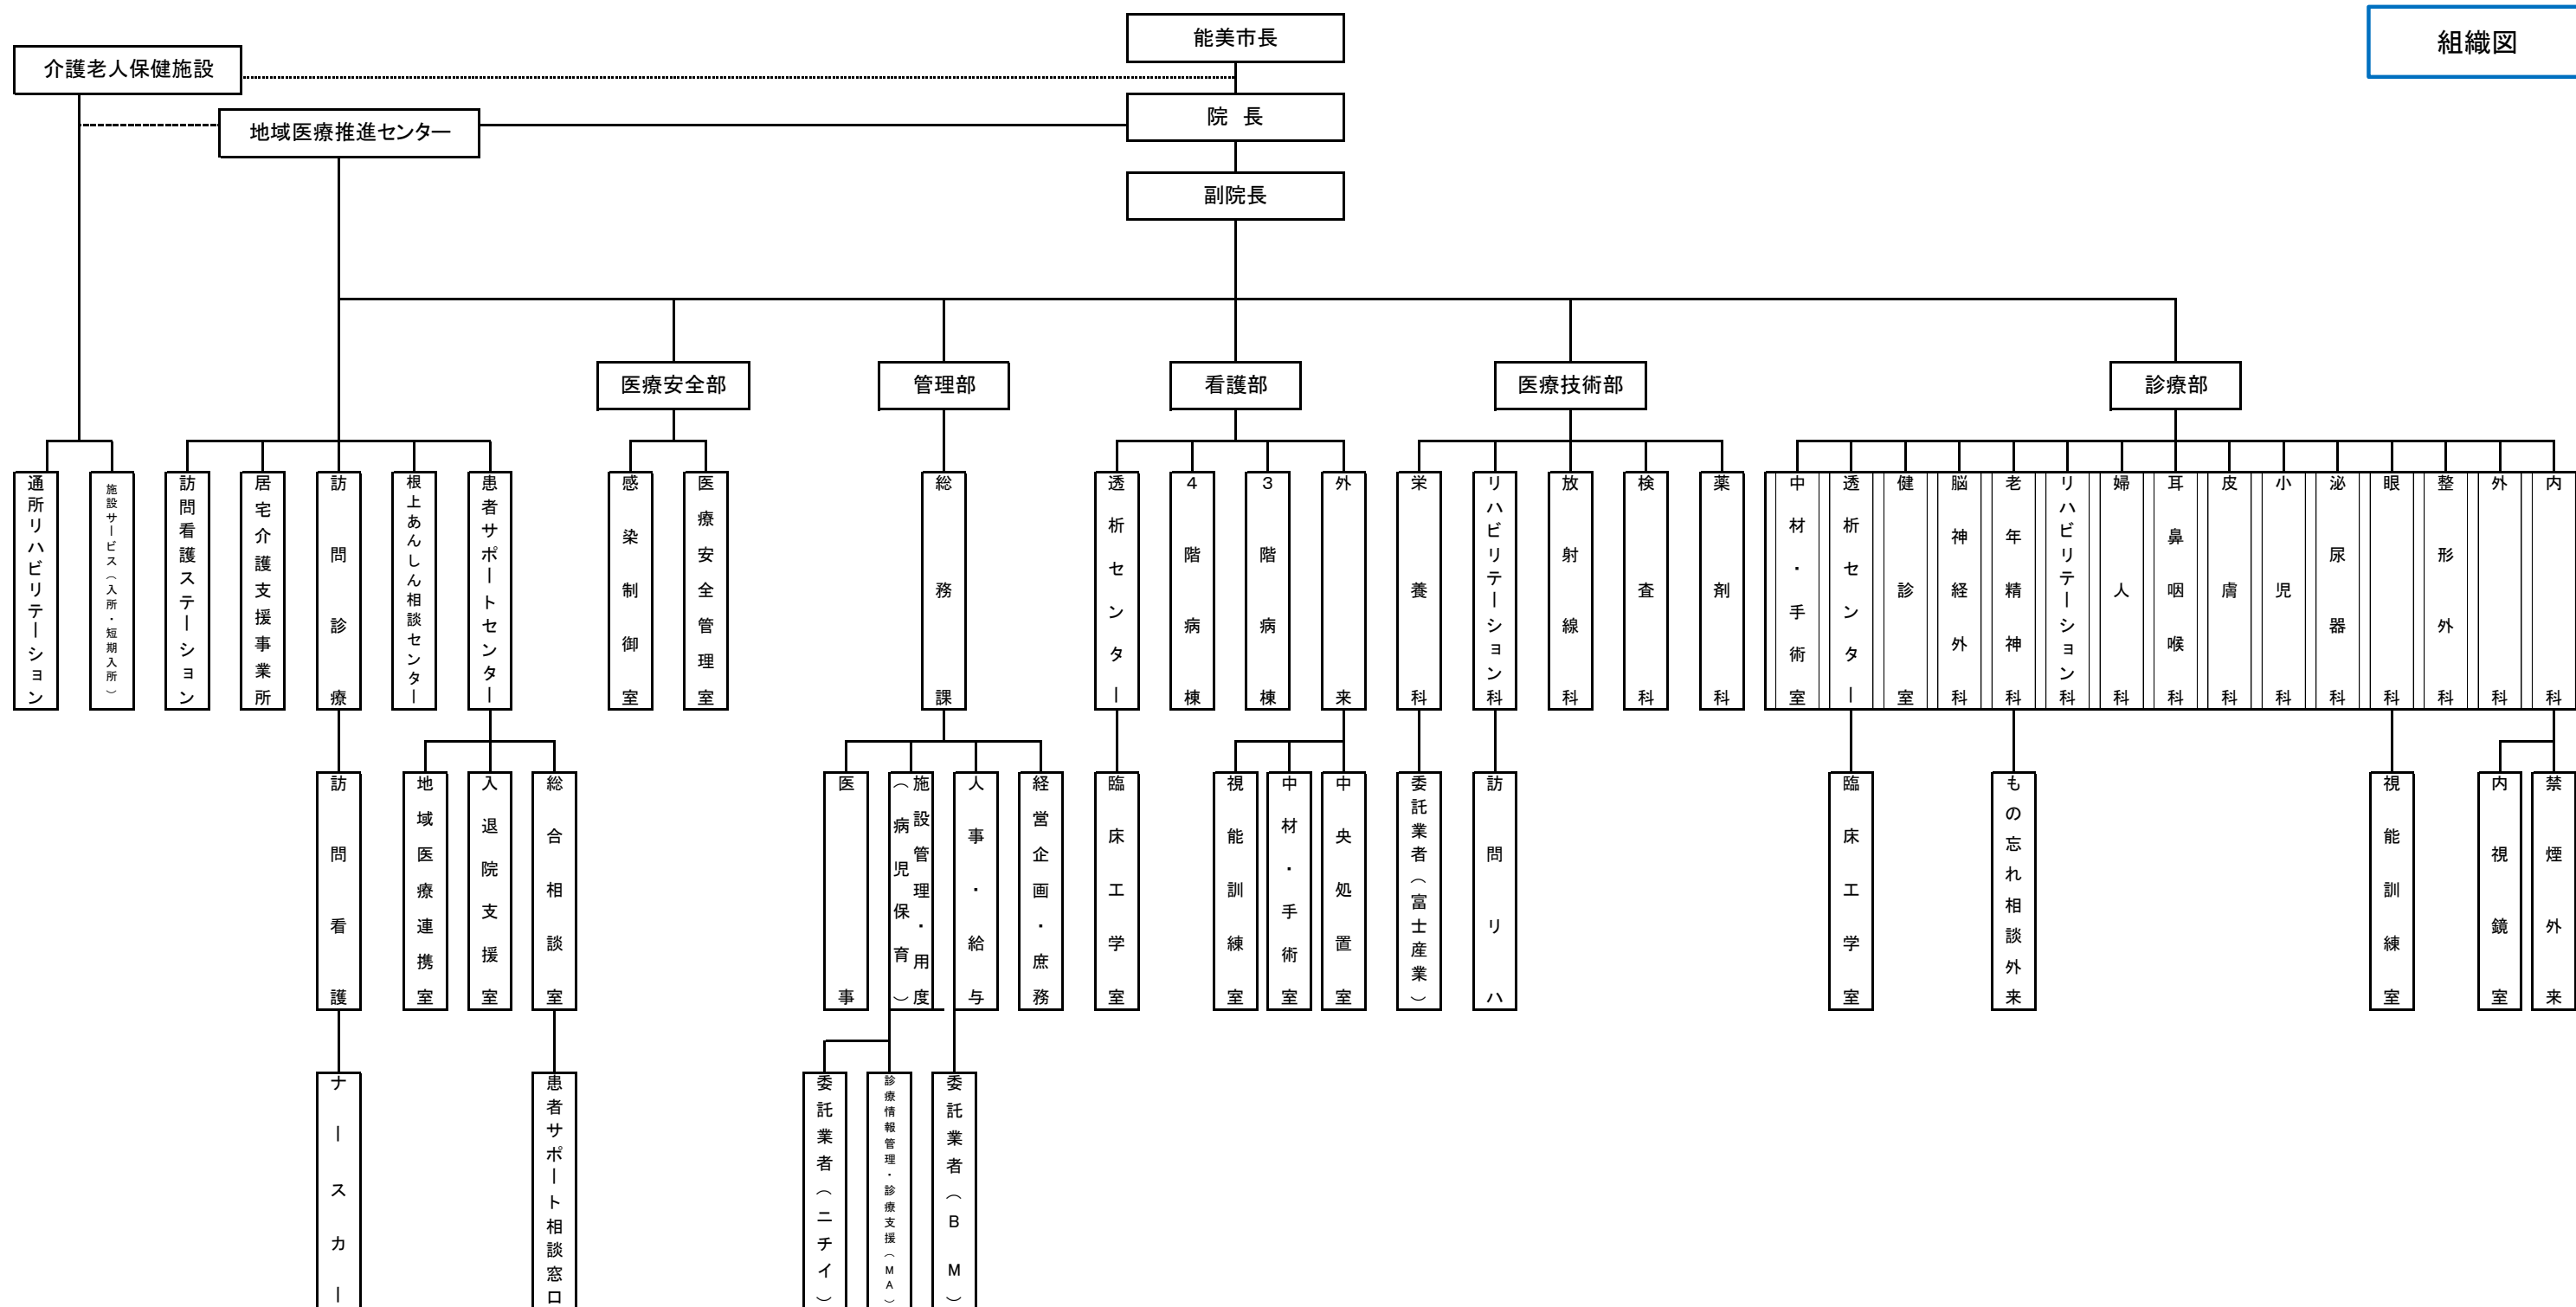 組織図
能美市長
介護老人保健施設
院 長
地域医療推進センター
副院長
医療安全部
管理部
看護部
医療技術部
診療部
通所リハビリテーション
施設サービス(入所・短期入所)
訪問看護ステーション
居宅介護支援事業所
訪問診療
根上あんしん相談センター
患者サポートセンター
感染制御室
医療安全管理室
総務課
透析センター
4階病棟
3階病棟
外来
栄養科
リハビリテーション科
放射線科
検査科
薬剤科
中材・手術室
透析センター
健診室
脳神経外科
老年精神科
リハビリテーション科
婦人科
耳鼻咽喉科
皮膚科
小児科
泌尿器科
眼科
整形外科
外科
内科
訪問看護
地域医療連携室
入退院支援室
総合相談室
医事
施設管理・用度
(病児保育)
人事・給与
経営企画・庶務
臨床工学室
視能訓練室
中材・手術室
中央処置室
委託業者(富士産業)
訪問リハ
臨床工学室
もの忘れ相談外来
視能訓練室
内視鏡室
禁煙外来
ナースカー
患者サポート相談窓口
委託業者(ニチイ)
診療情報管理・診療支援(MA)
委託業者(BM)